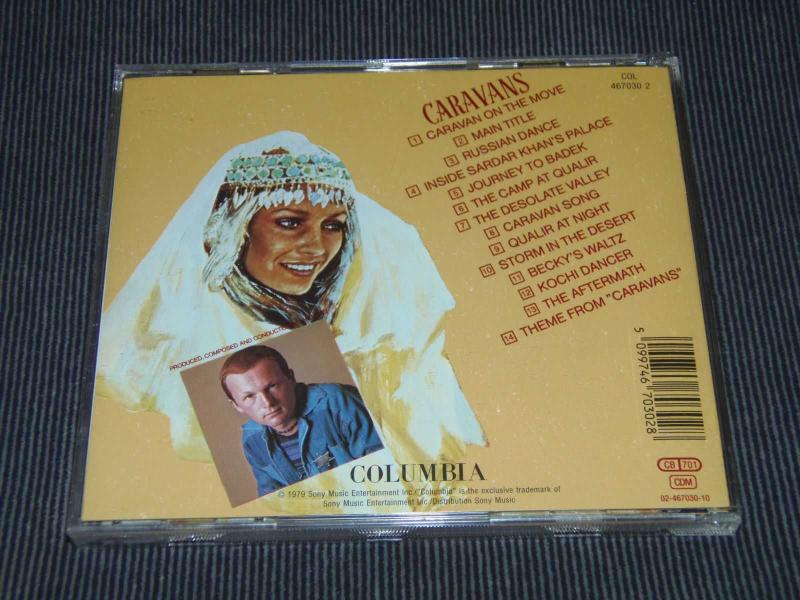 COL
467030 2
CARAVANS
1 CARAVAN ON THE MOVE
2 MAIN TITLE
3 RUSSIAN DANCE
4 INSIDE SARDAR KHAN'S PALACE
5 JOURNEY TO BADEK
6 THE CAMP AT QUALIR
7 THE DESOLATE VALLEY
8 CARAVAN SONG
9 QUALIR AT NIGHT
10 STORM IN THE DESERT
11 BECKY'S WALTZ
12 KOCHI DANCER
13 THE AFTERMATH
14 THEME FROM "CARAVANS"
PRODUCED, COMPOSED AND
5 099746 703028
COLUMBIA
© 1979 Sony Music Entertainment Inc./"Columbia" is the exclusive trademark of
Sony Music Entertainment Inc/Distribution Sony Music
CB 701
CDM
02-467030-10